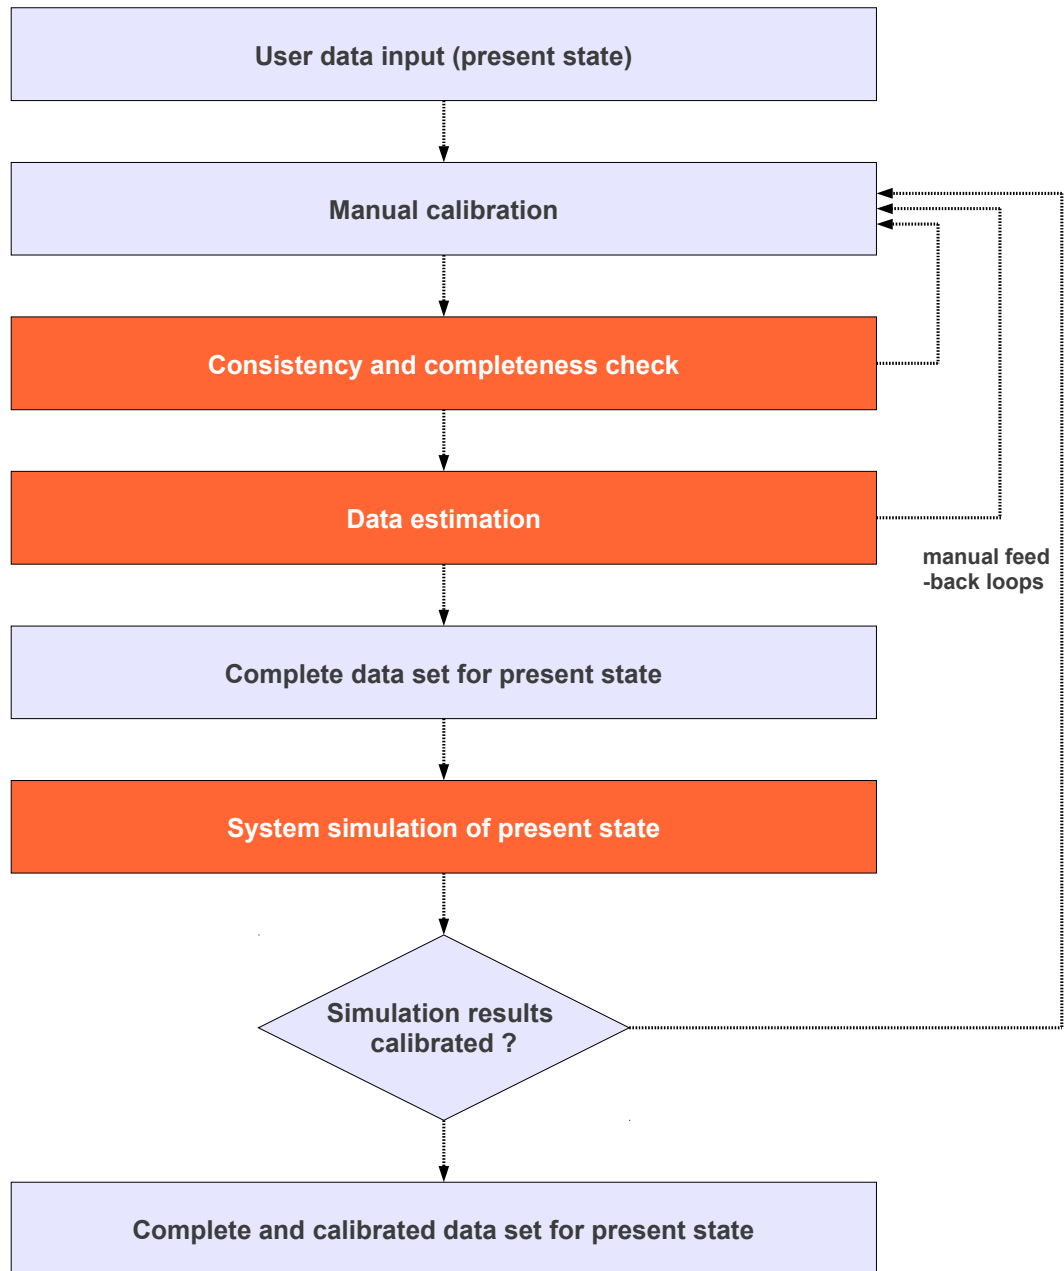 User data input (present state)
Manual calibration
Consistency and completeness check
Data estimation
manual feed
-back loops
Complete data set for present state
System simulation of present state
Simulation results
calibrated ?
Complete and calibrated data set for present state